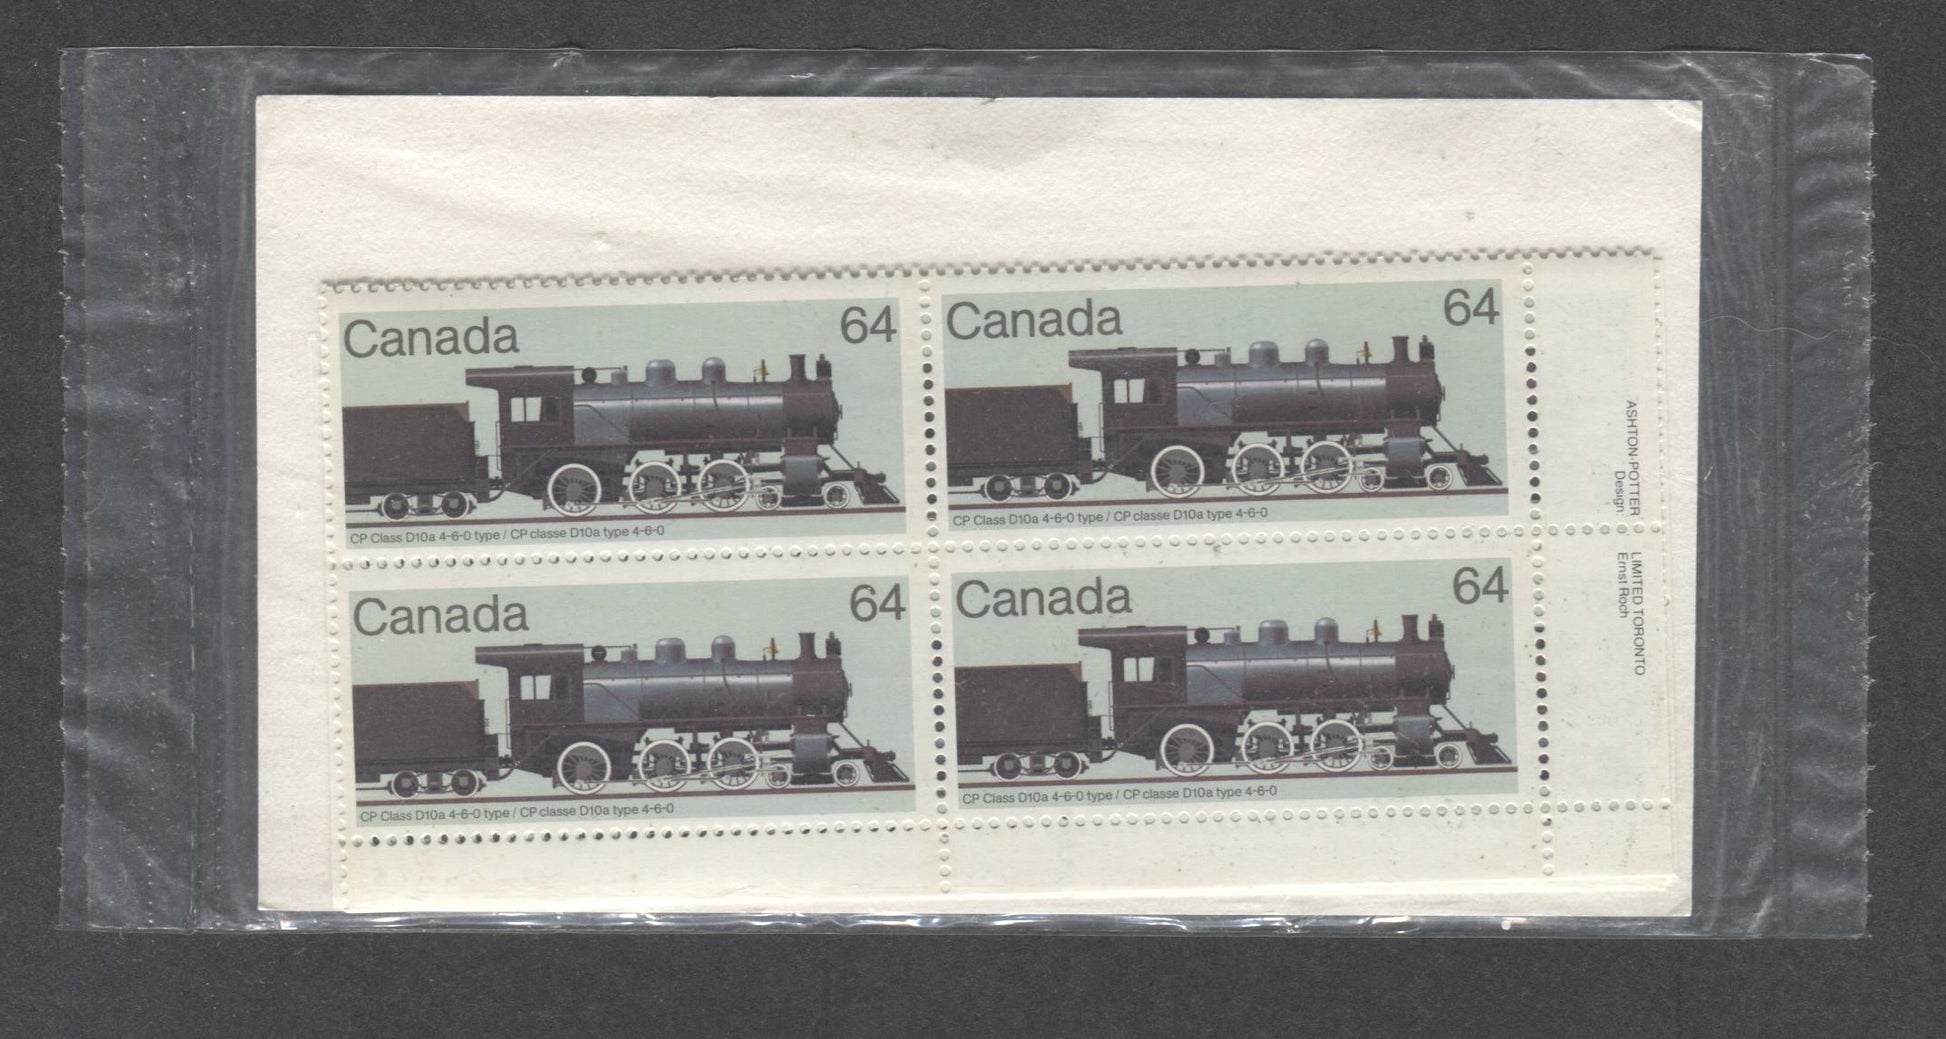 Canada 64
CP Class D10a 4-6-0 type / CP classe D10a type 4-6-0
Canada 64
CP Class D10a 4-6-0 type / CP classe D10a type 4-6-0
Canada 64
CP Class D10a 4-6-0 type / CP classe D10a type 4-6-0
Canada 64
CP Class D10a 4-6-0 type / CP classe D10a type 4-6-0
ASHTON-POTTER LIMITED TORONTO
Design: Ernst Roch